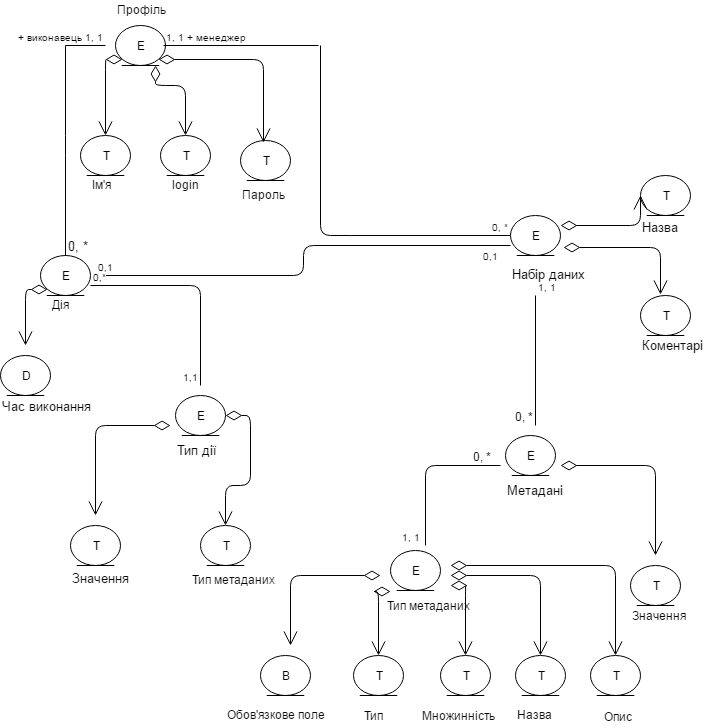 Профіль
+ виконавець 1, 1
E
1, 1 + менеджер
T
T
T
Ім'я
login
Пароль
T
Назва
0, *
E
0,1
Набір даних
1, 1
0, *
0,1
0,*
E
Дія
T
Коментарі
D
Час виконання
1,1
E
Тип дії
0, *
0, *
E
Метадані
T
Значення
T
Тип метаданих
1, 1
E
Тип метаданих
T
Значення
B
T
T
T
T
Обов'язкове поле
Тип
Множинність
Назва
Опис